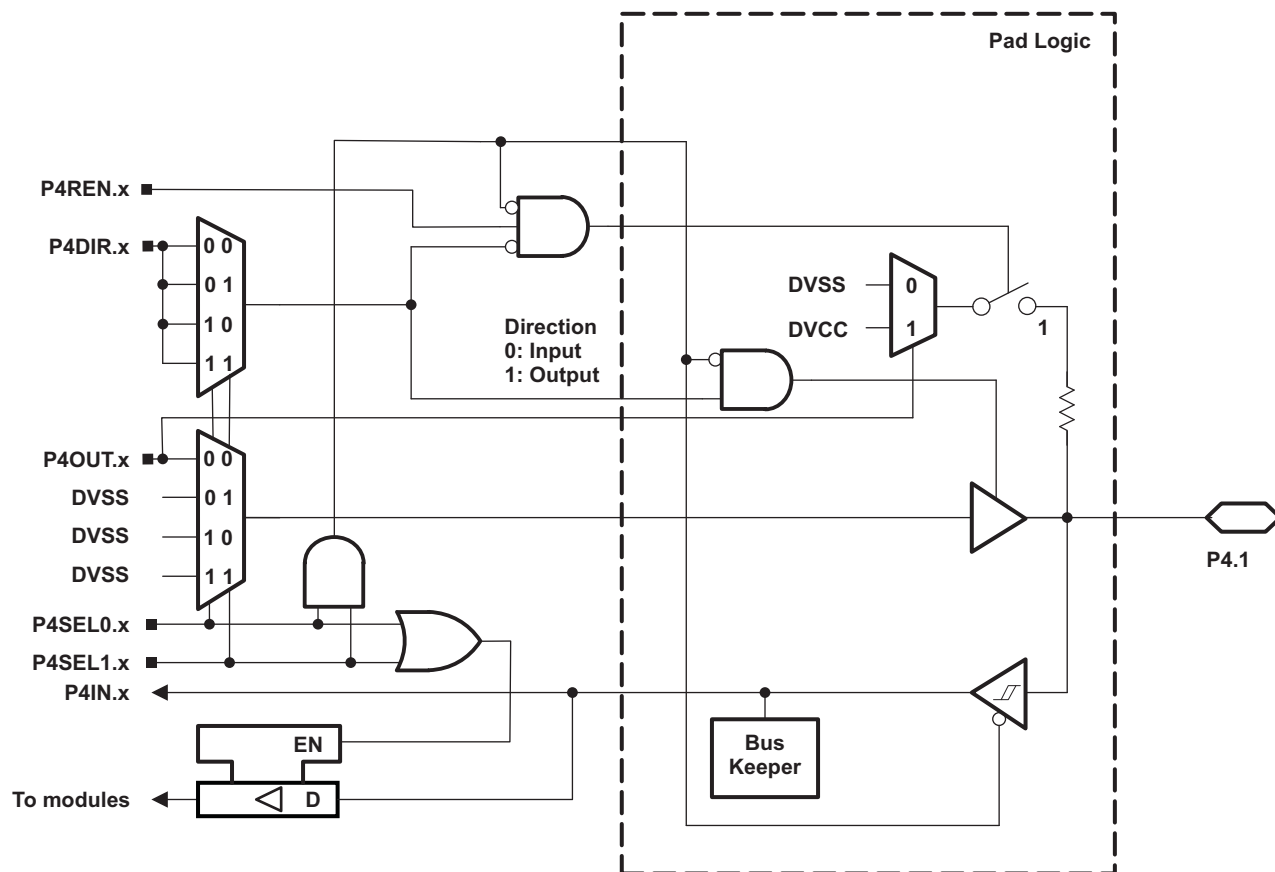 Pad Logic
P4REN.x
P4DIR.x
0 0
0 1
1 0
1 1
Direction
0: Input
1: Output
DVSS
DVCC
0
1
1
P4OUT.x
DVSS
DVSS
DVSS
0 0
0 1
1 0
1 1
P4.1
P4SEL0.x
P4SEL1.x
P4IN.x
Bus
Keeper
EN
D
To modules